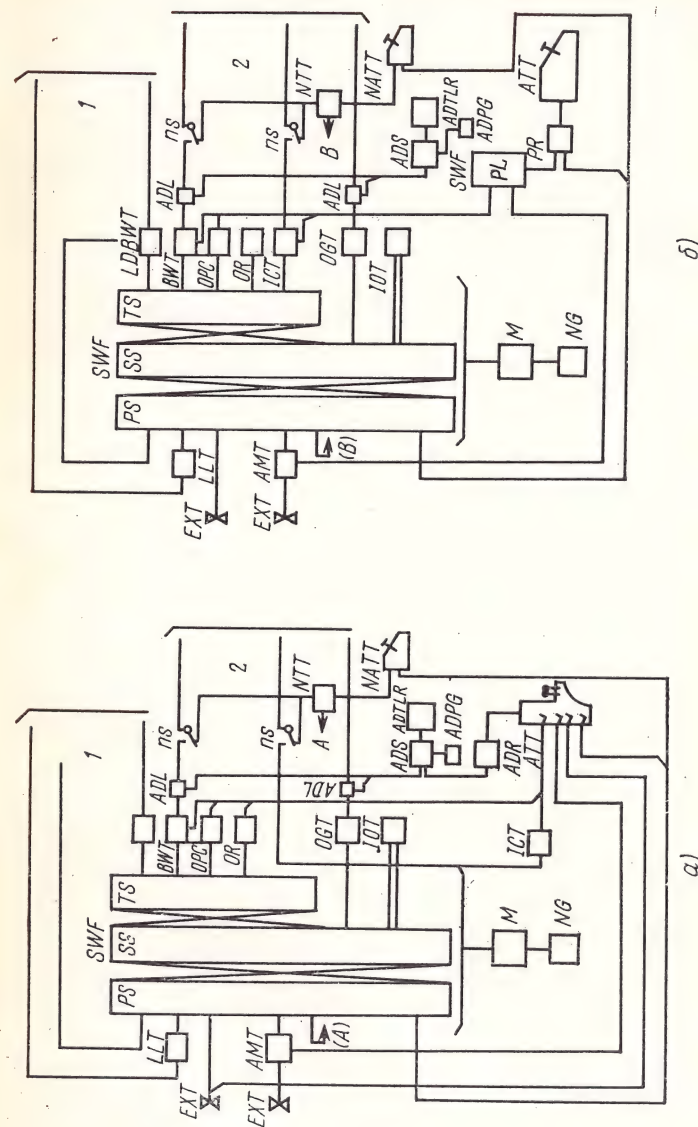 1
2
SWF
PS
SS
TS
LLT
EXT
AMT
EXT
(A)
BWT
OPC
OR
ADL
ns
ns
NTT
A
NATT
OGT
IOT
ADL
ADS
ADTLR
ADPG
ADR
ATT
ICT
M
NG
а)
1
2
SWF
PS
SS
TS
LLT
EXT
AMT
EXT
(B)
LDBWT
BWT
OPC
OR
ICT
ADL
ns
ns
NTT
B
NATT
OGT
IOT
ADL
ADS
ADTLR
ADPG
SWF
PL
PR
ATT
M
NG
б)